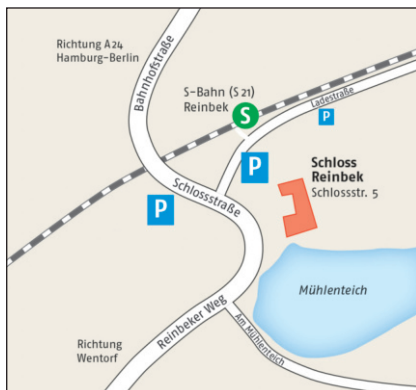 Richtung A24
Hamburg-Berlin
Bahnhofstraße
S-Bahn (S21)
Reinbek
S
Ladestraße
P
P
P
Schlossstraße
Schloss
Reinbek
Schlossstr. 5
Mühlenteich
Reinbeker Weg
Am Mühlenteich
Richtung
Wentorf